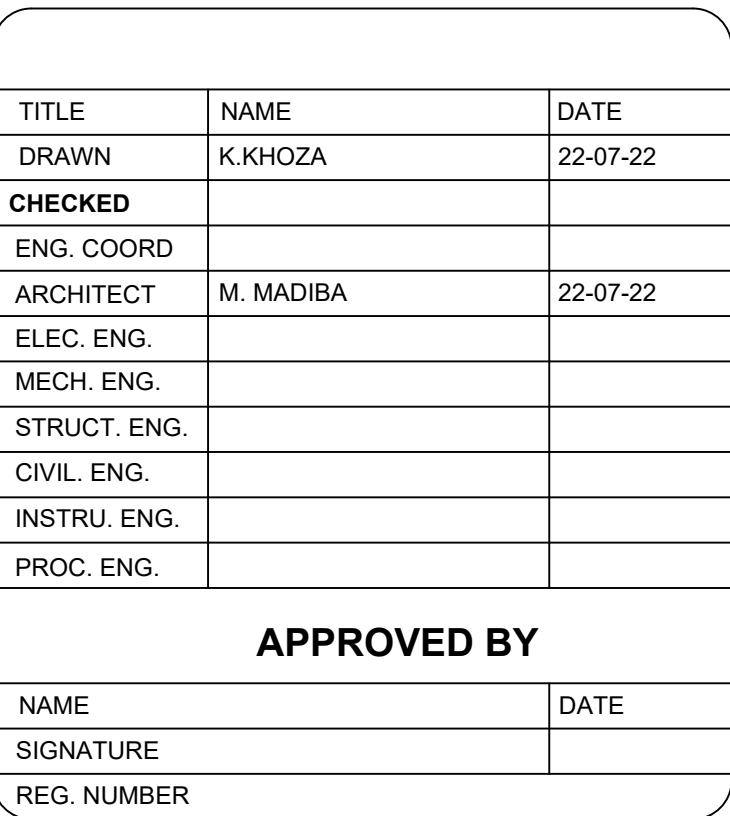 TITLE NAME DATE
DRAWN K.KHOZA 22-07-22
CHECKED
ENG. COORD
ARCHITECT M. MADIBA 22-07-22
ELEC. ENG.
MECH. ENG.
STRUCT. ENG.
CIVIL. ENG.
INSTRU. ENG.
PROC. ENG.
APPROVED BY
NAME DATE
SIGNATURE
REG. NUMBER